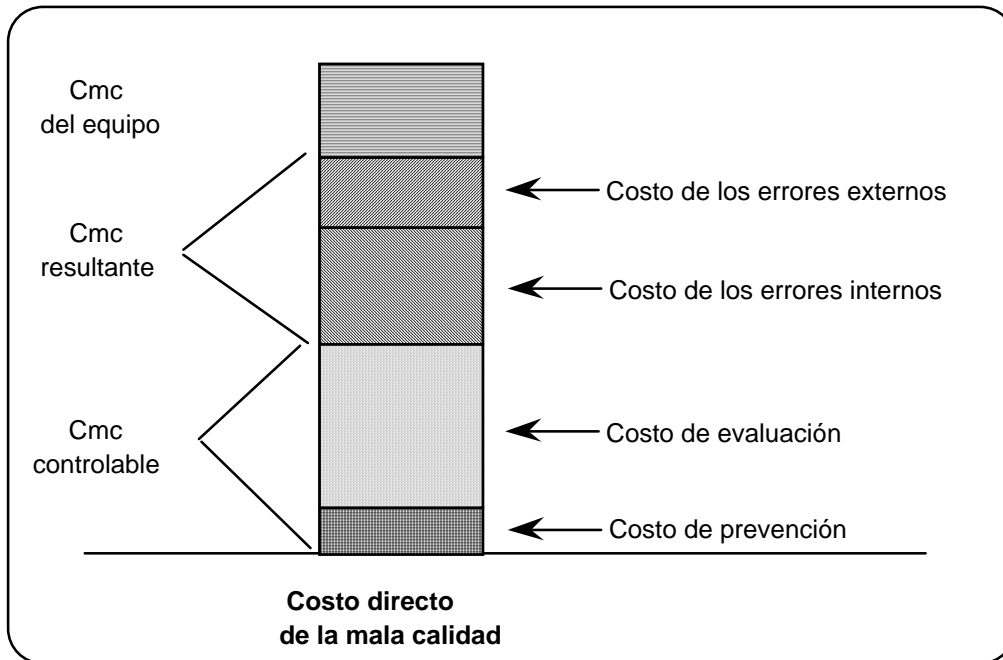 Cmc
del equipo
Costo de los errores externos
Cmc
resultante
Costo de los errores internos
Cmc
controlable
Costo de evaluación
Costo de prevención
Costo directo
de la mala calidad